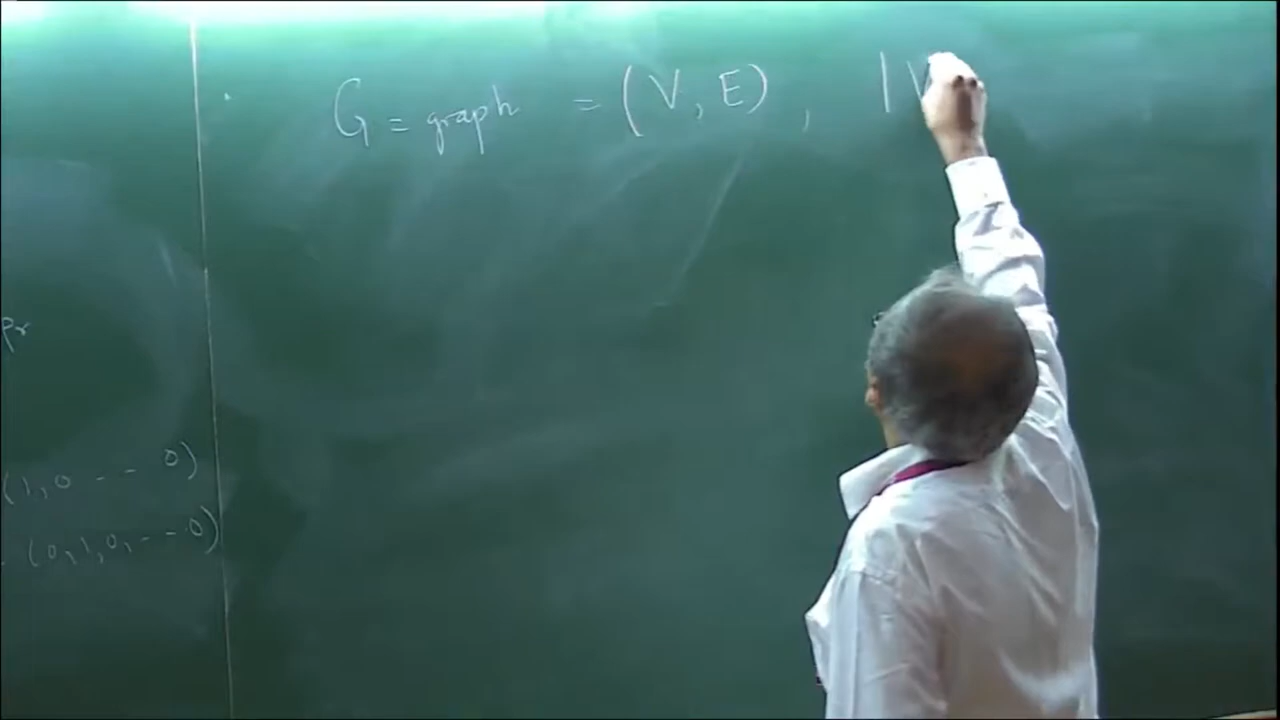 G = graph = (V, E), |V
pr
(1, 0 - - 0)
- (0, 1, 0, - - 0)